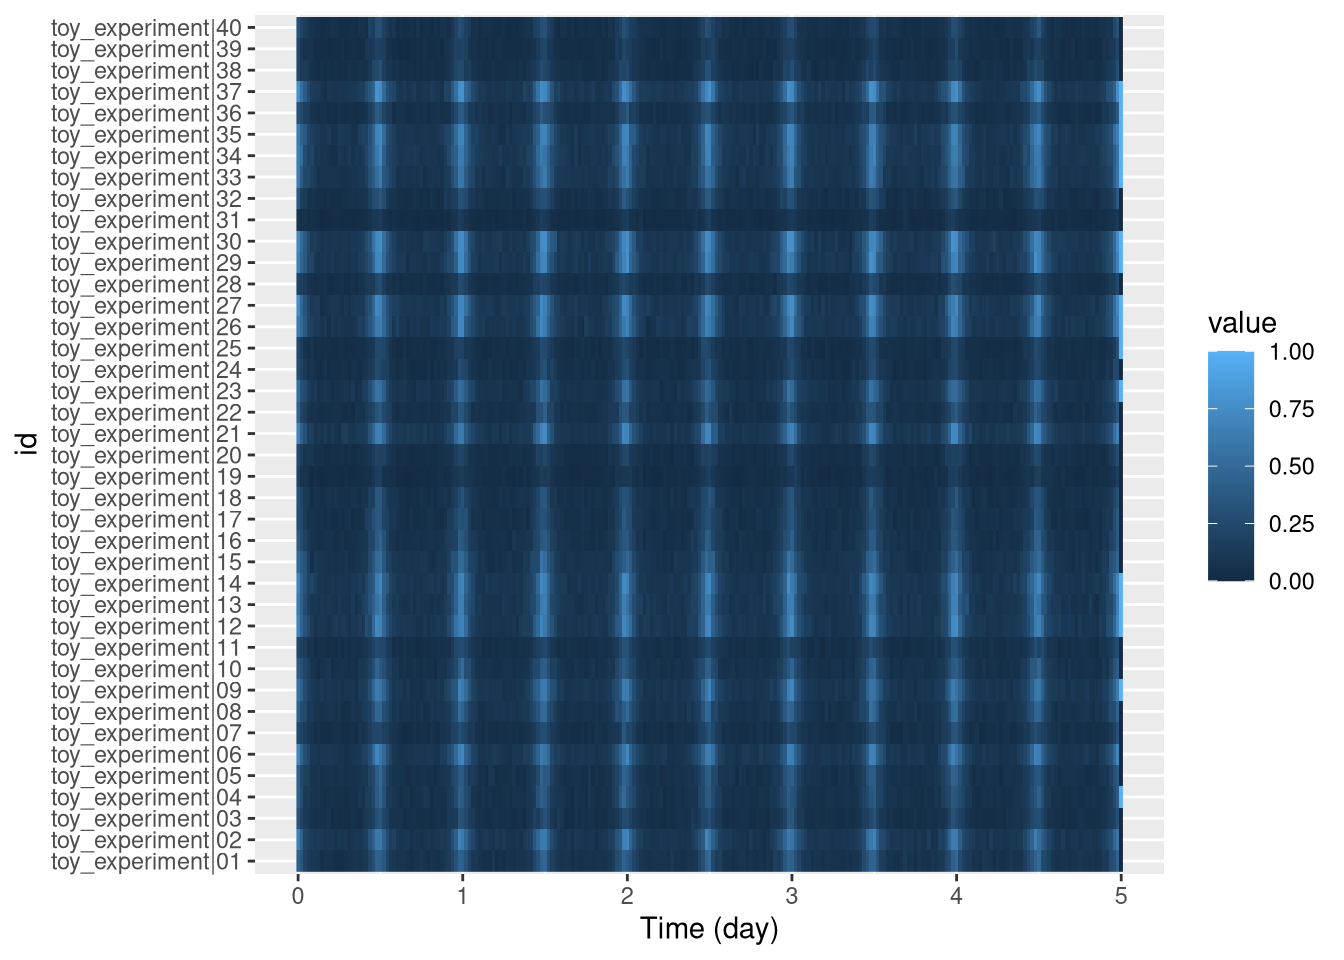 toy_experiment|40
toy_experiment|39
toy_experiment|38
toy_experiment|37
toy_experiment|36
toy_experiment|35
toy_experiment|34
toy_experiment|33
toy_experiment|32
toy_experiment|31
toy_experiment|30
toy_experiment|29
toy_experiment|28
toy_experiment|27
toy_experiment|26
toy_experiment|25
toy_experiment|24
toy_experiment|23
toy_experiment|22
toy_experiment|21
toy_experiment|20
toy_experiment|19
toy_experiment|18
toy_experiment|17
toy_experiment|16
toy_experiment|15
toy_experiment|14
toy_experiment|13
toy_experiment|12
toy_experiment|11
toy_experiment|10
toy_experiment|09
toy_experiment|08
toy_experiment|07
toy_experiment|06
toy_experiment|05
toy_experiment|04
toy_experiment|03
toy_experiment|02
toy_experiment|01
id
0 1 2 3 4 5
Time (day)
value
1.00
0.75
0.50
0.25
0.00